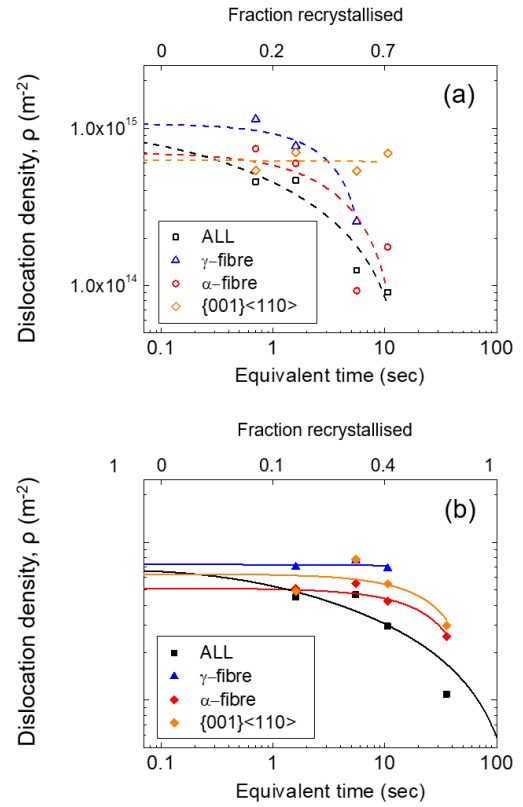 Fraction recrystallised
0 0.2 0.7
(a)
Dislocation density, ρ (m⁻²)
1.0x10¹⁵
1.0x10¹⁴
ALL
γ−fibre
α−fibre
{001}<110>
0.1 1 10 100
Equivalent time (sec)
Fraction recrystallised
1 0 0.1 0.4 1
(b)
Dislocation density, ρ (m⁻²)
ALL
γ−fibre
α−fibre
{001}<110>
0.1 1 10 100
Equivalent time (sec)